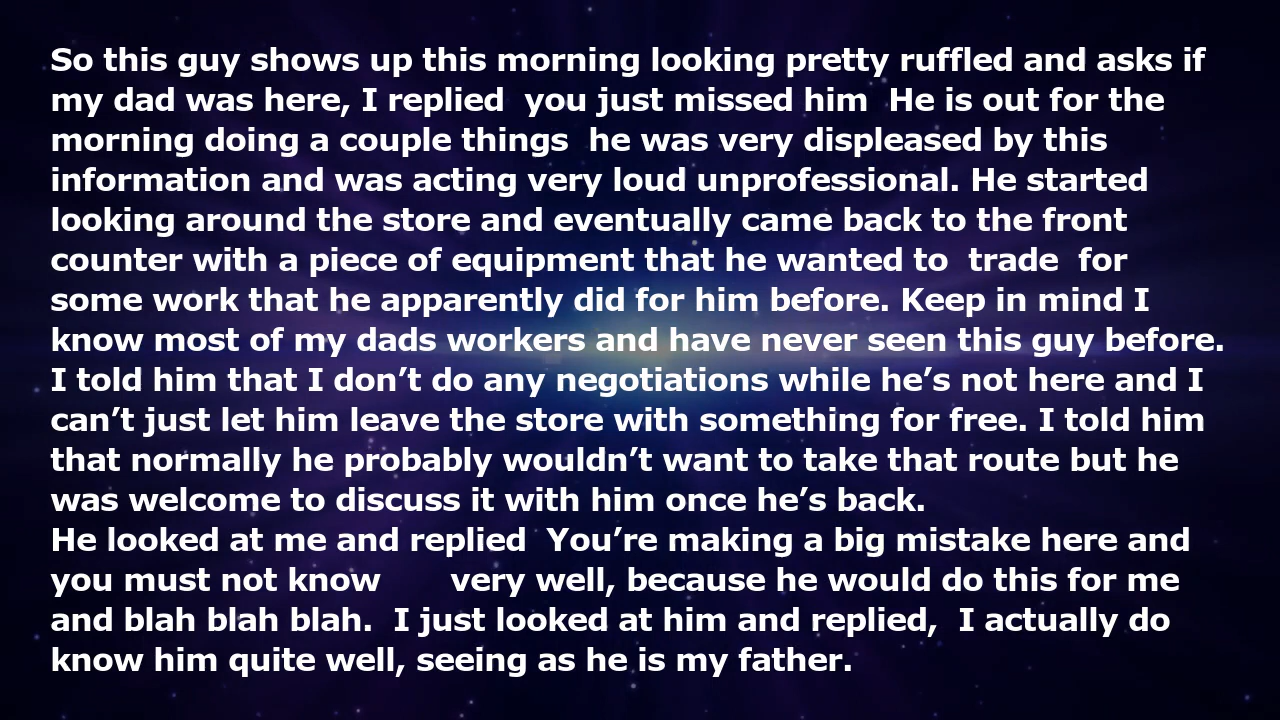 So this guy shows up this morning looking pretty ruffled and asks if
my dad was here, I replied  you just missed him  He is out for the
morning doing a couple things  he was very displeased by this
information and was acting very loud unprofessional. He started
looking around the store and eventually came back to the front
counter with a piece of equipment that he wanted to  trade  for
some work that he apparently did for him before. Keep in mind I
know most of my dads workers and have never seen this guy before.
I told him that I don’t do any negotiations while he’s not here and I
can’t just let him leave the store with something for free. I told him
that normally he probably wouldn’t want to take that route but he
was welcome to discuss it with him once he’s back.
He looked at me and replied  You’re making a big mistake here and
you must not know       very well, because he would do this for me
and blah blah blah.  I just looked at him and replied,  I actually do
know him quite well, seeing as he is my father.